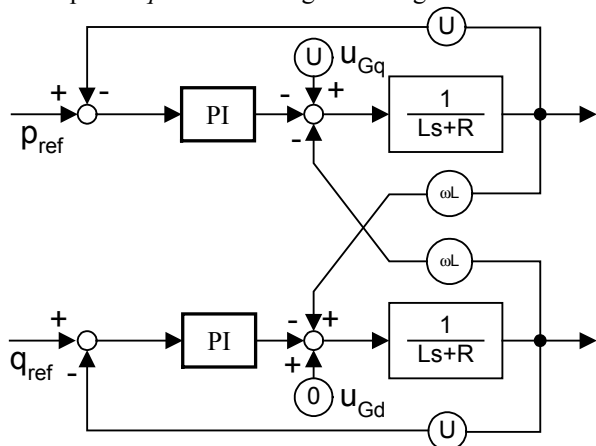 U
U u_Gq
+ - - +
PI
1
Ls+R
p_ref
-
ωL
ωL
+ - +
PI
1
Ls+R
q_ref
- +
0 u_Gd
U